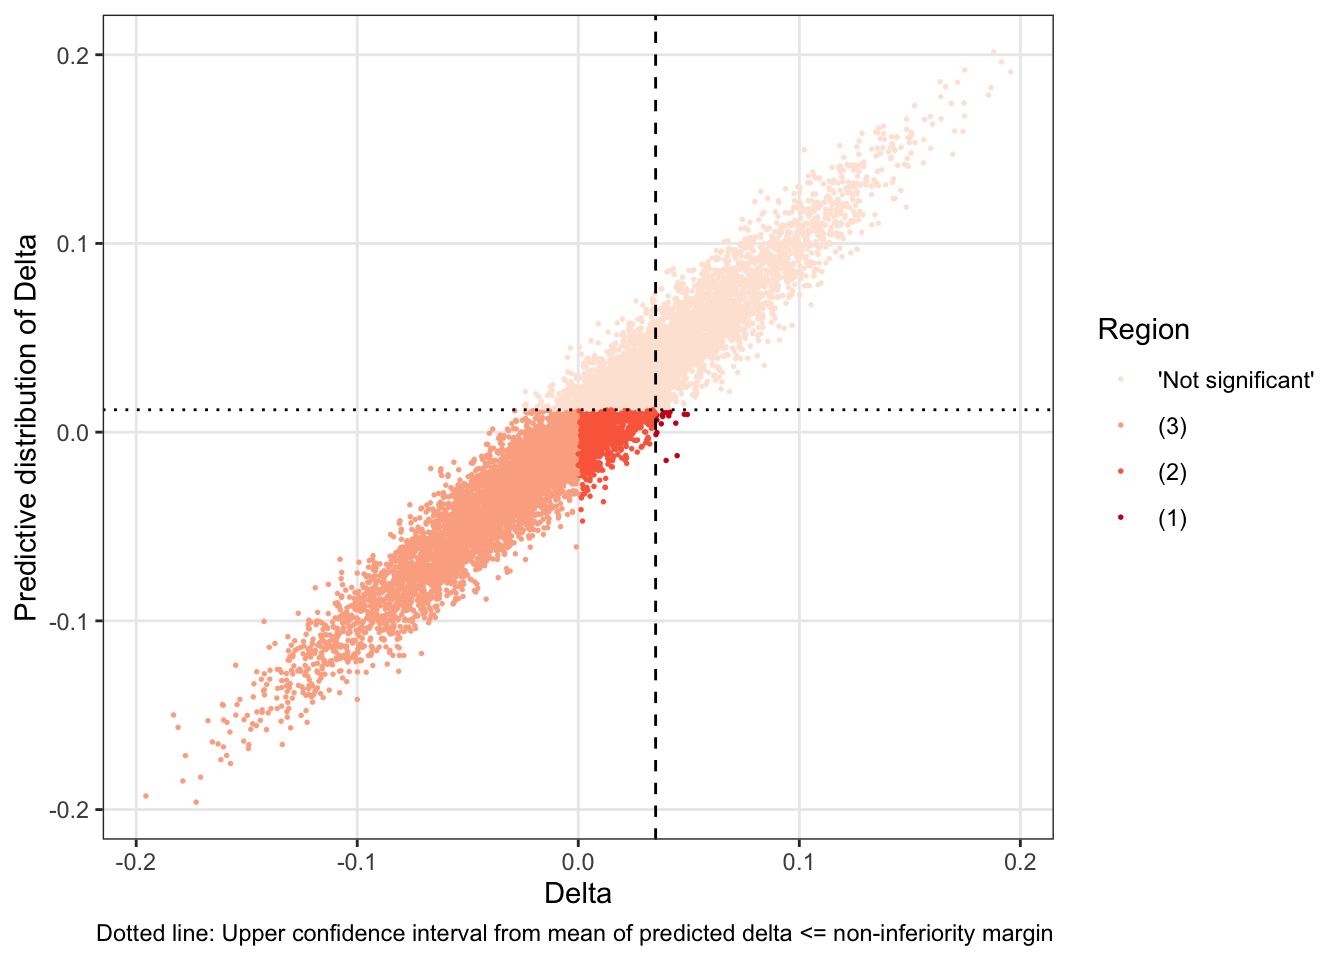 Predictive distribution of Delta
0.2
0.1
0.0
-0.1
-0.2
-0.2
-0.1
0.0
0.1
0.2
Delta
Dotted line: Upper confidence interval from mean of predicted delta <= non-inferiority margin
Region
'Not significant'
(3)
(2)
(1)